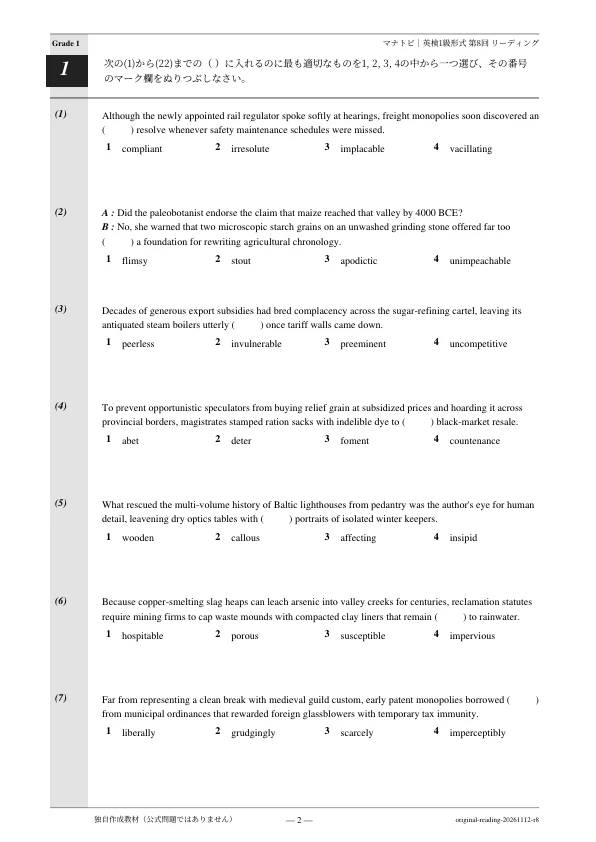 Grade 1
マナトビ｜英検1級形式 第8回 リーディング
1
次の(1)から(22)までの（ ）に入れるのに最も適切なものを1, 2, 3, 4の中から一つ選び、その番号
のマーク欄をぬりつぶしなさい。
(1)
Although the newly appointed rail regulator spoke softly at hearings, freight monopolies soon discovered an
( ) resolve whenever safety maintenance schedules were missed.
1 compliant 2 irresolute 3 implacable 4 vacillating
(2)
A : Did the paleobotanist endorse the claim that maize reached that valley by 4000 BCE?
B : No, she warned that two microscopic starch grains on an unwashed grinding stone offered far too
( ) a foundation for rewriting agricultural chronology.
1 flimsy 2 stout 3 apodictic 4 unimpeachable
(3)
Decades of generous export subsidies had bred complacency across the sugar-refining cartel, leaving its
antiquated steam boilers utterly ( ) once tariff walls came down.
1 peerless 2 invulnerable 3 preeminent 4 uncompetitive
(4)
To prevent opportunistic speculators from buying relief grain at subsidized prices and hoarding it across
provincial borders, magistrates stamped ration sacks with indelible dye to ( ) black-market resale.
1 abet 2 deter 3 foment 4 countenance
(5)
What rescued the multi-volume history of Baltic lighthouses from pedantry was the author's eye for human
detail, leavening dry optics tables with ( ) portraits of isolated winter keepers.
1 wooden 2 callous 3 affecting 4 insipid
(6)
Because copper-smelting slag heaps can leach arsenic into valley creeks for centuries, reclamation statutes
require mining firms to cap waste mounds with compacted clay liners that remain ( ) to rainwater.
1 hospitable 2 porous 3 susceptible 4 impervious
(7)
Far from representing a clean break with medieval guild custom, early patent monopolies borrowed ( )
from municipal ordinances that rewarded foreign glassblowers with temporary tax immunity.
1 liberally 2 grudgingly 3 scarcely 4 imperceptibly
独自作成教材（公式問題ではありません）
— 2 —
original-reading-20261112-r8